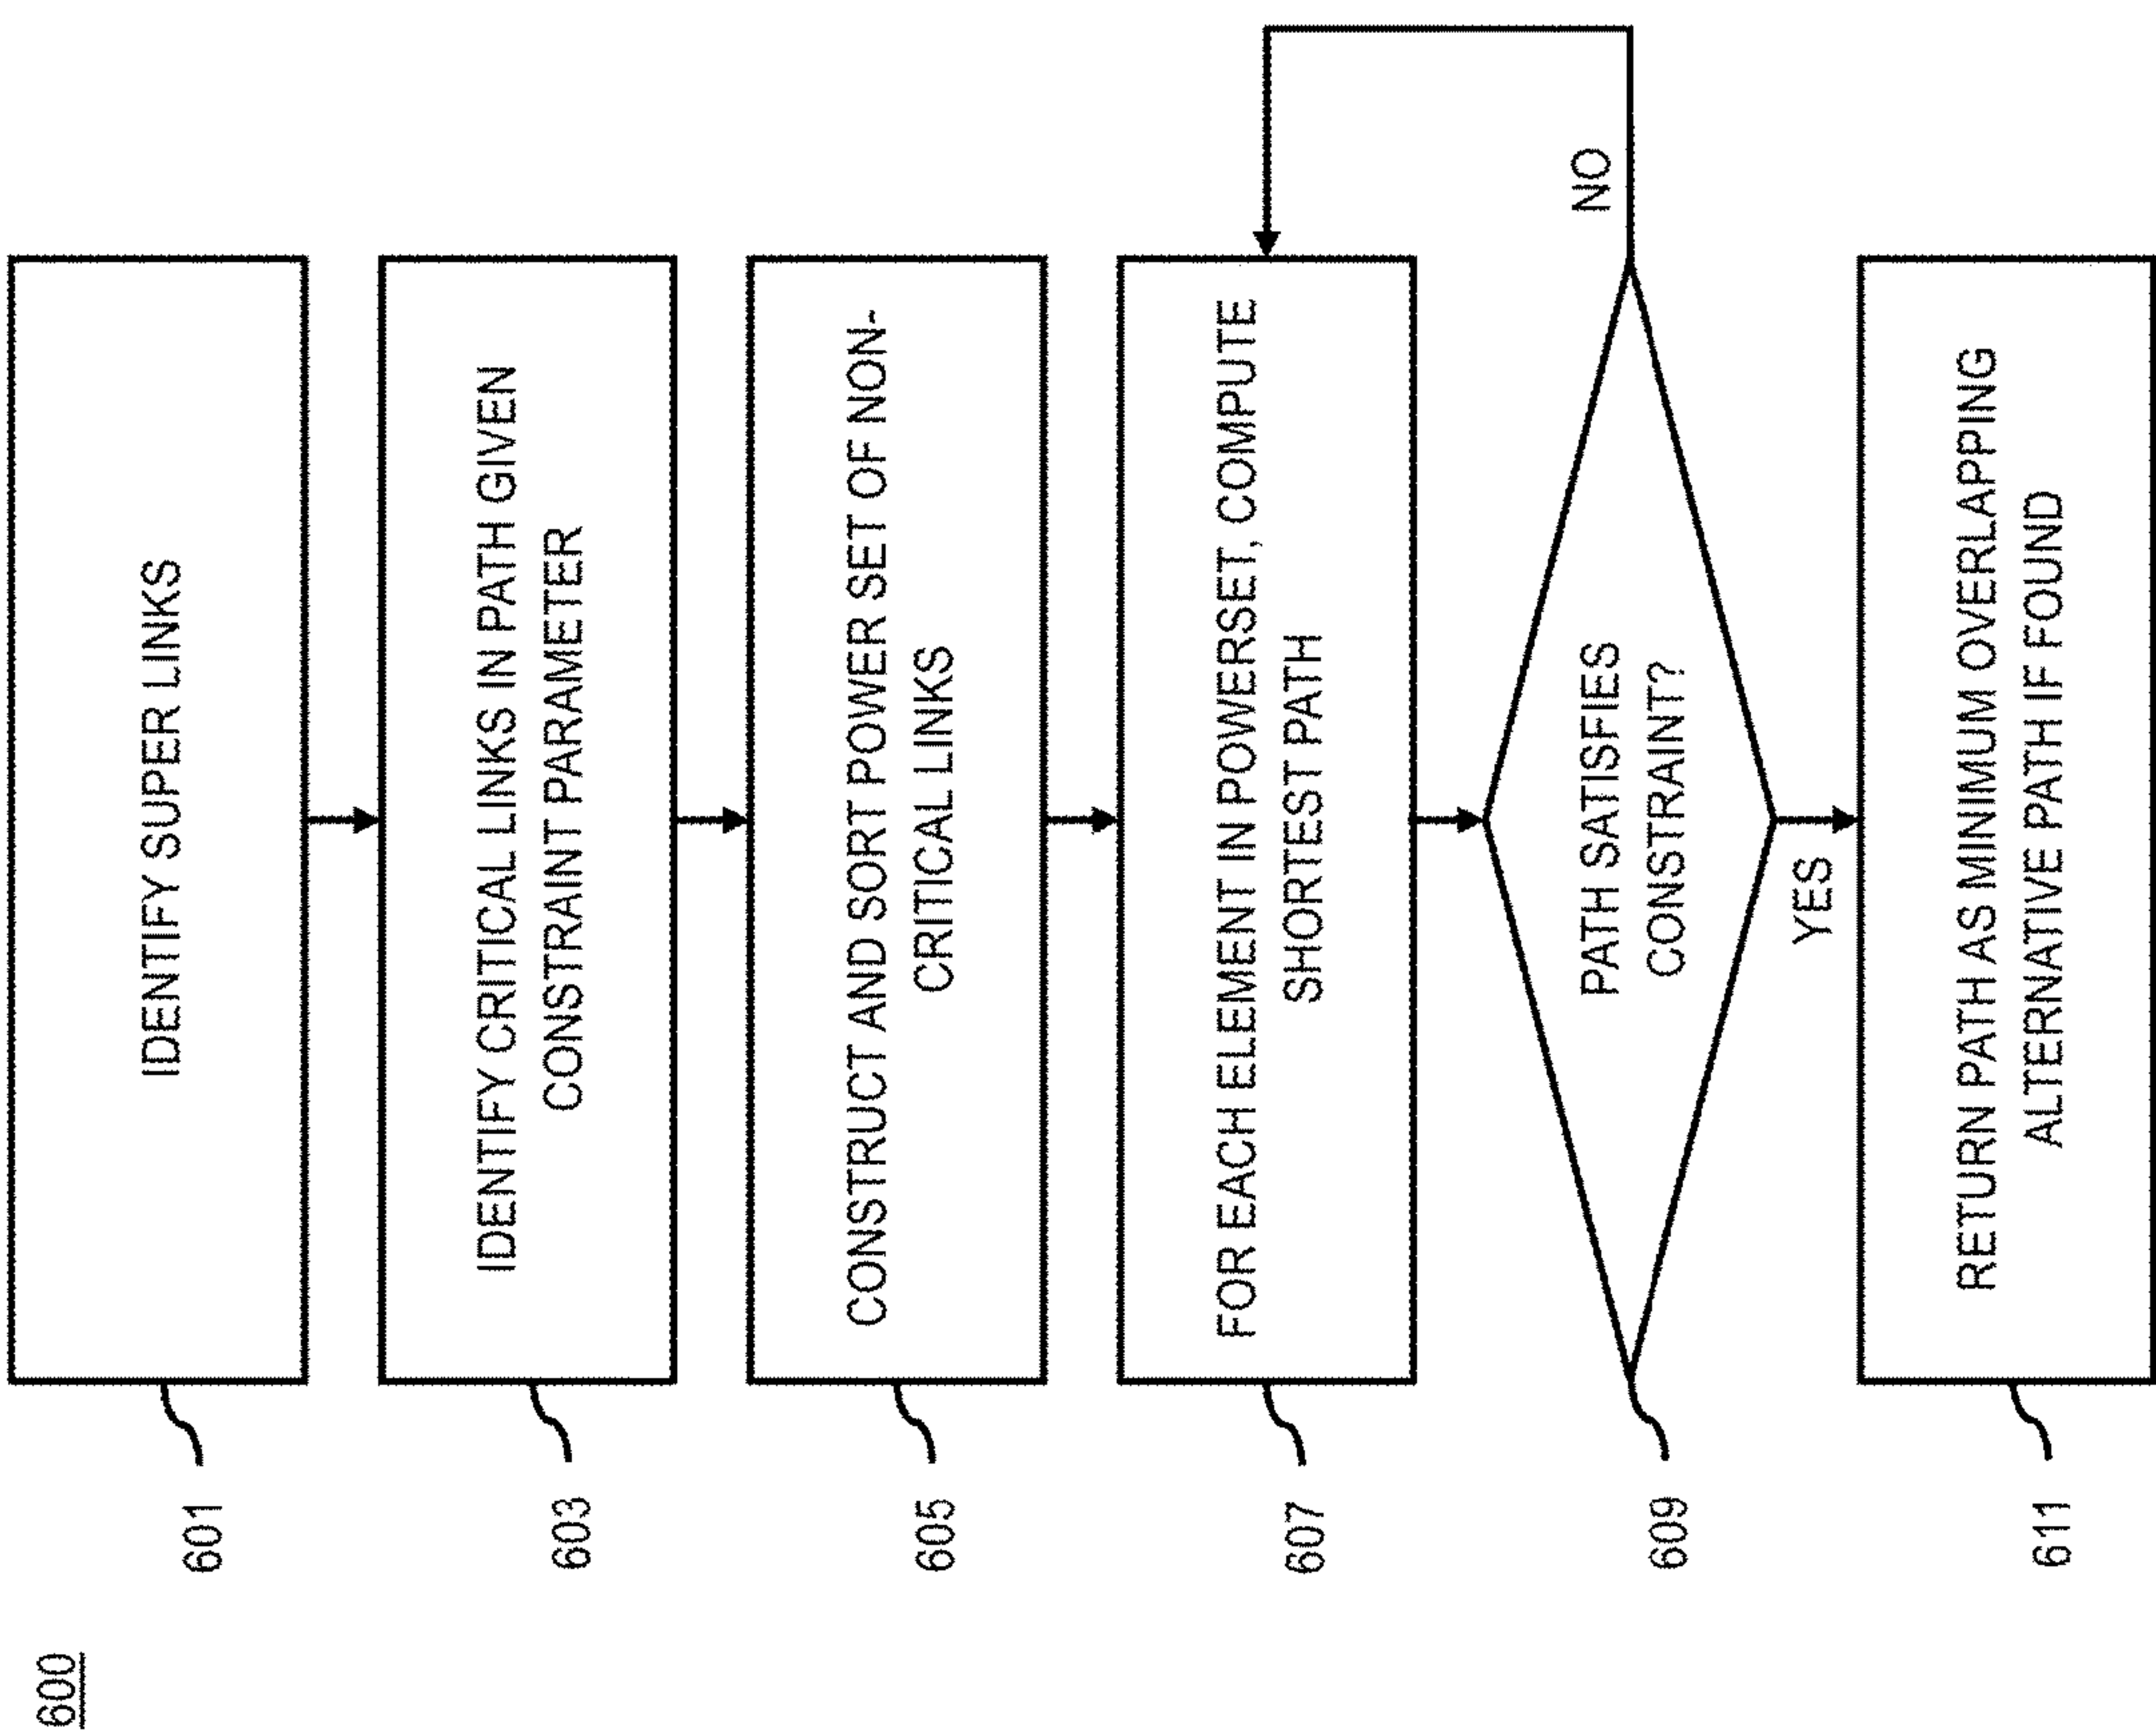 600
601
IDENTIFY SUPER LINKS
603
IDENTIFY CRITICAL LINKS IN PATH GIVEN
CONSTRAINT PARAMETER
605
CONSTRUCT AND SORT POWER SET OF NON-
CRITICAL LINKS
607
FOR EACH ELEMENT IN POWERSET, COMPUTE
SHORTEST PATH
609
PATH SATISFIES
CONSTRAINT?
NO
YES
611
RETURN PATH AS MINIMUM OVERLAPPING
ALTERNATIVE PATH IF FOUND